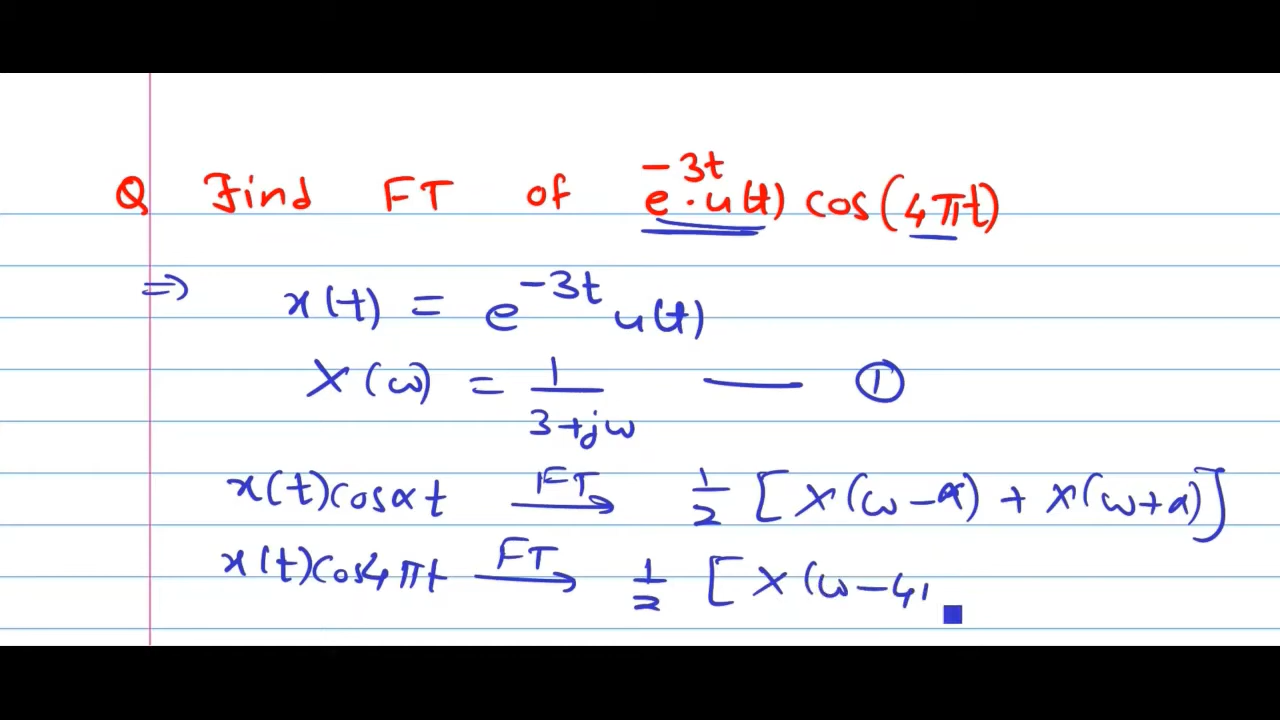 Q Find FT of e^{-3t}·u(t) cos(4πt)
⇒ x(t) = e^{-3t} u(t)
X(ω) = 1/(3+jω) —— ①
x(t)cosαt FT→ 1/2 [X(ω-α) + X(ω+α)]
x(t)cos4πt FT→ 1/2 [X(ω-4